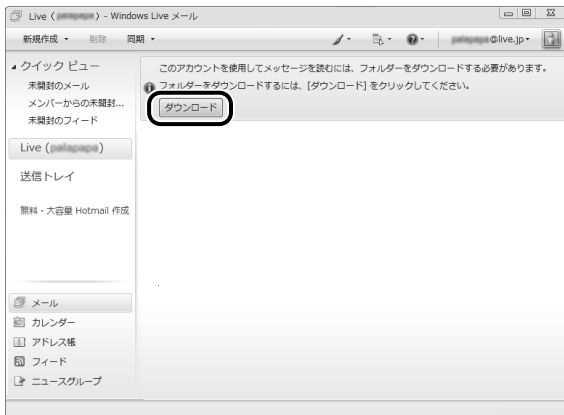 Live ( ) - Windows Live メール
新規作成 削除 同期
@live.jp
クイック ビュー
未開封のメール
メンバーからの未開封...
未開封のフィード
Live ( )
送信トレイ
無料・大容量 Hotmail 作成
このアカウントを使用してメッセージを読むには、フォルダーをダウンロードする必要があります。
フォルダーをダウンロードするには、[ダウンロード] をクリックしてください。
ダウンロード
メール
カレンダー
アドレス帳
フィード
ニュースグループ